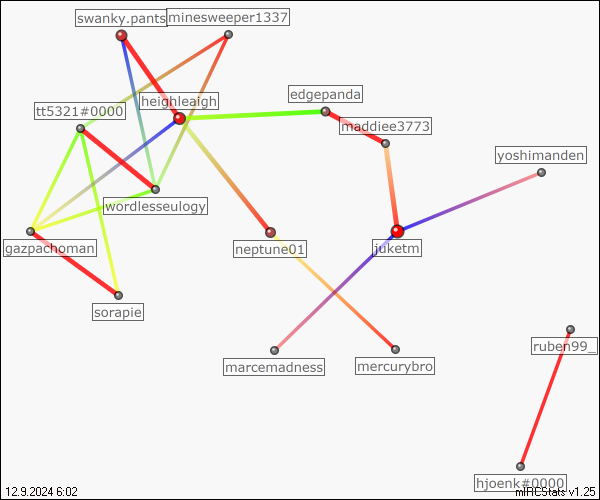 swanky.pants
minesweeper1337
heighleaigh
edgepanda
tt5321#0000
maddiee3773
yoshimanden
wordlesseulogy
gazpachoman
neptune01
juketm
sorapie
ruben99_
marcemadness
mercurybro
hjoenk#0000
12.9.2024 6:02
mIRCStats v1.25